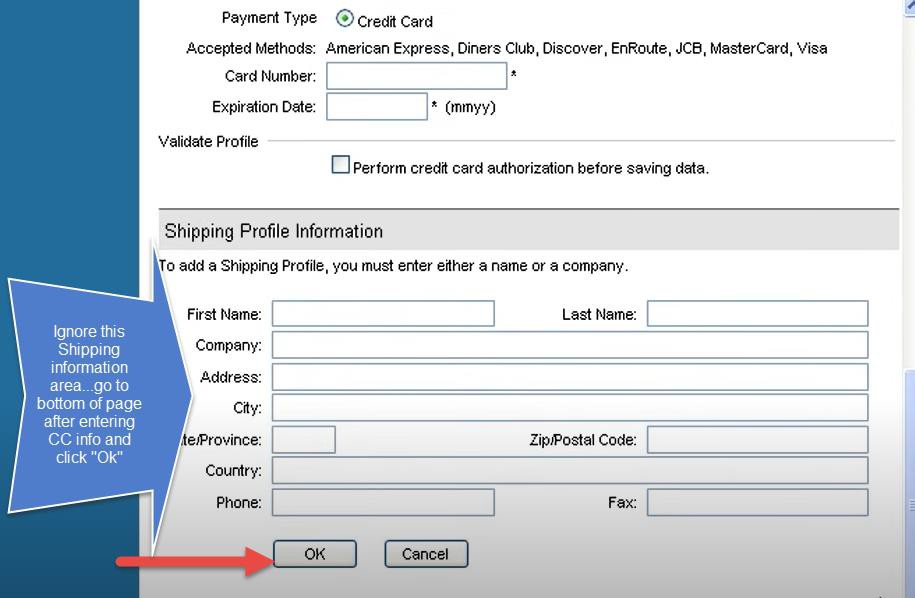 Payment Type Credit Card
Accepted Methods: American Express, Diners Club, Discover, EnRoute, JCB, MasterCard, Visa
Card Number: *
Expiration Date: * (mmyy)
Validate Profile
Perform credit card authorization before saving data.
Shipping Profile Information
To add a Shipping Profile, you must enter either a name or a company.
First Name: Last Name:
Company:
Address:
City:
te/Province: Zip/Postal Code:
Country:
Phone: Fax:
OK Cancel
Ignore this
Shipping
information
area...go to
bottom of page
after entering
CC info and
click "Ok"